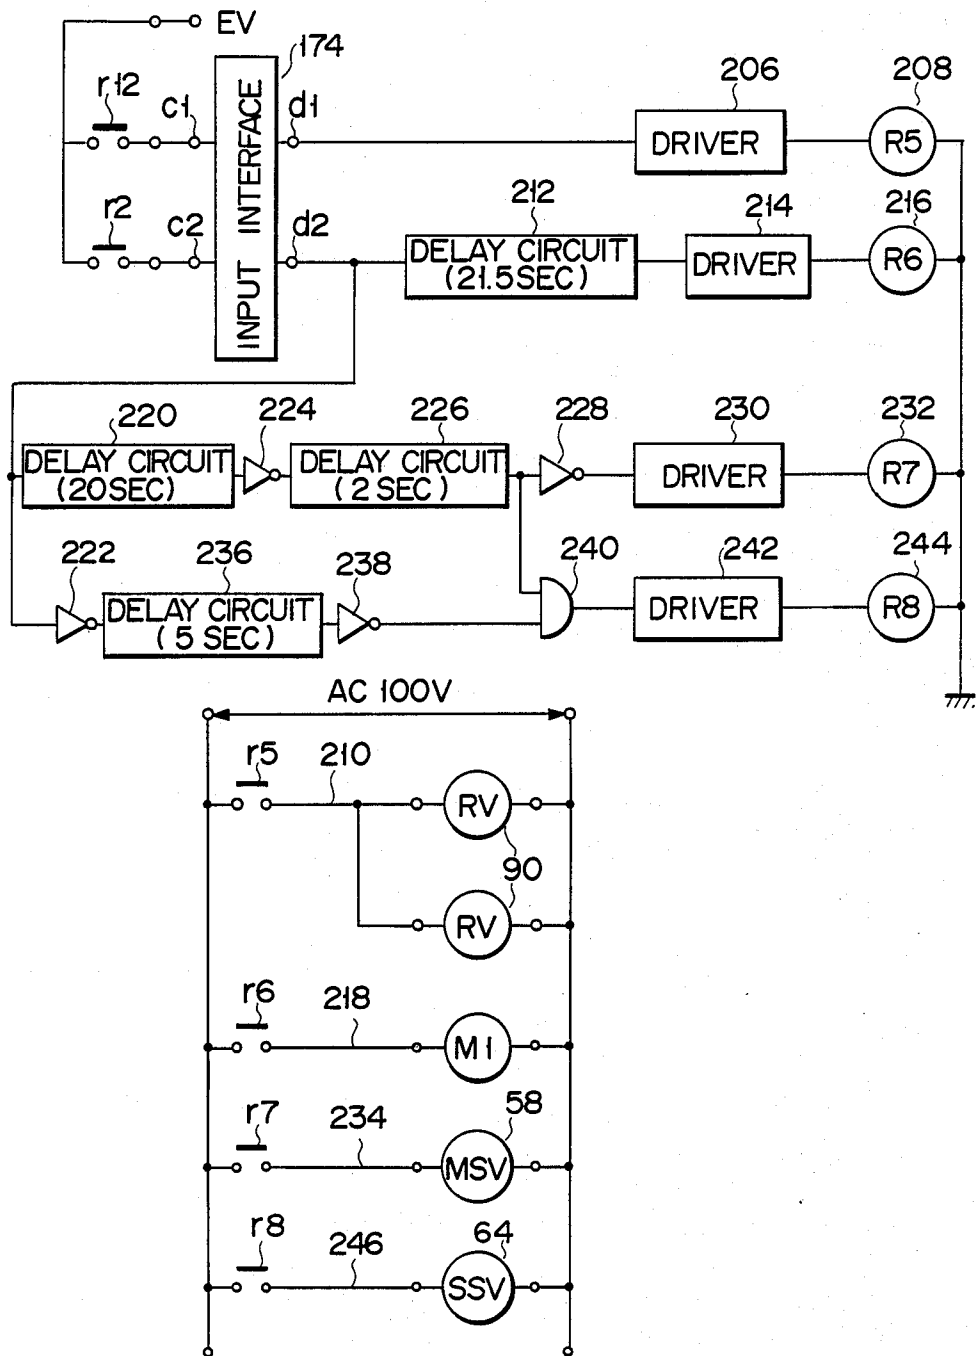 EV
174
r12
c1
d1
206
208
DRIVER
R5
INPUT INTERFACE
r2
c2
d2
212
214
216
DELAY CIRCUIT
(21.5SEC)
DRIVER
R6
220
224
226
228
230
232
DELAY CIRCUIT
(20SEC)
DELAY CIRCUIT
(2 SEC)
DRIVER
R7
222
236
238
240
242
244
DELAY CIRCUIT
(5 SEC)
DRIVER
R8
AC 100V
r5
210
RV
90
RV
r6
218
M1
r7
234
58
MSV
r8
246
64
SSV